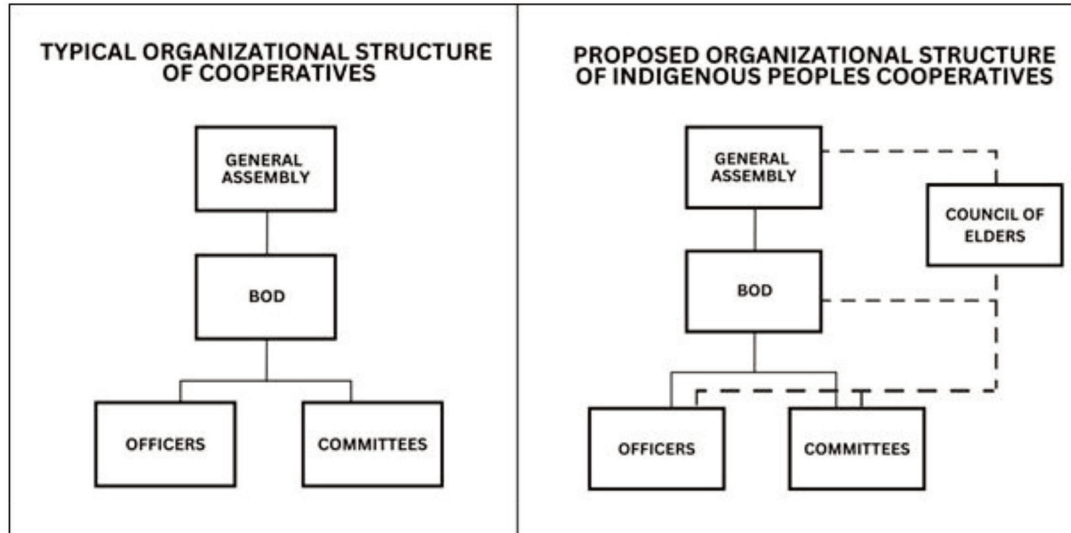 TYPICAL ORGANIZATIONAL STRUCTURE
OF COOPERATIVES
GENERAL
ASSEMBLY
BOD
OFFICERS
COMMITTEES
PROPOSED ORGANIZATIONAL STRUCTURE
OF INDIGENOUS PEOPLES COOPERATIVES
GENERAL
ASSEMBLY
COUNCIL OF
ELDERS
BOD
OFFICERS
COMMITTEES